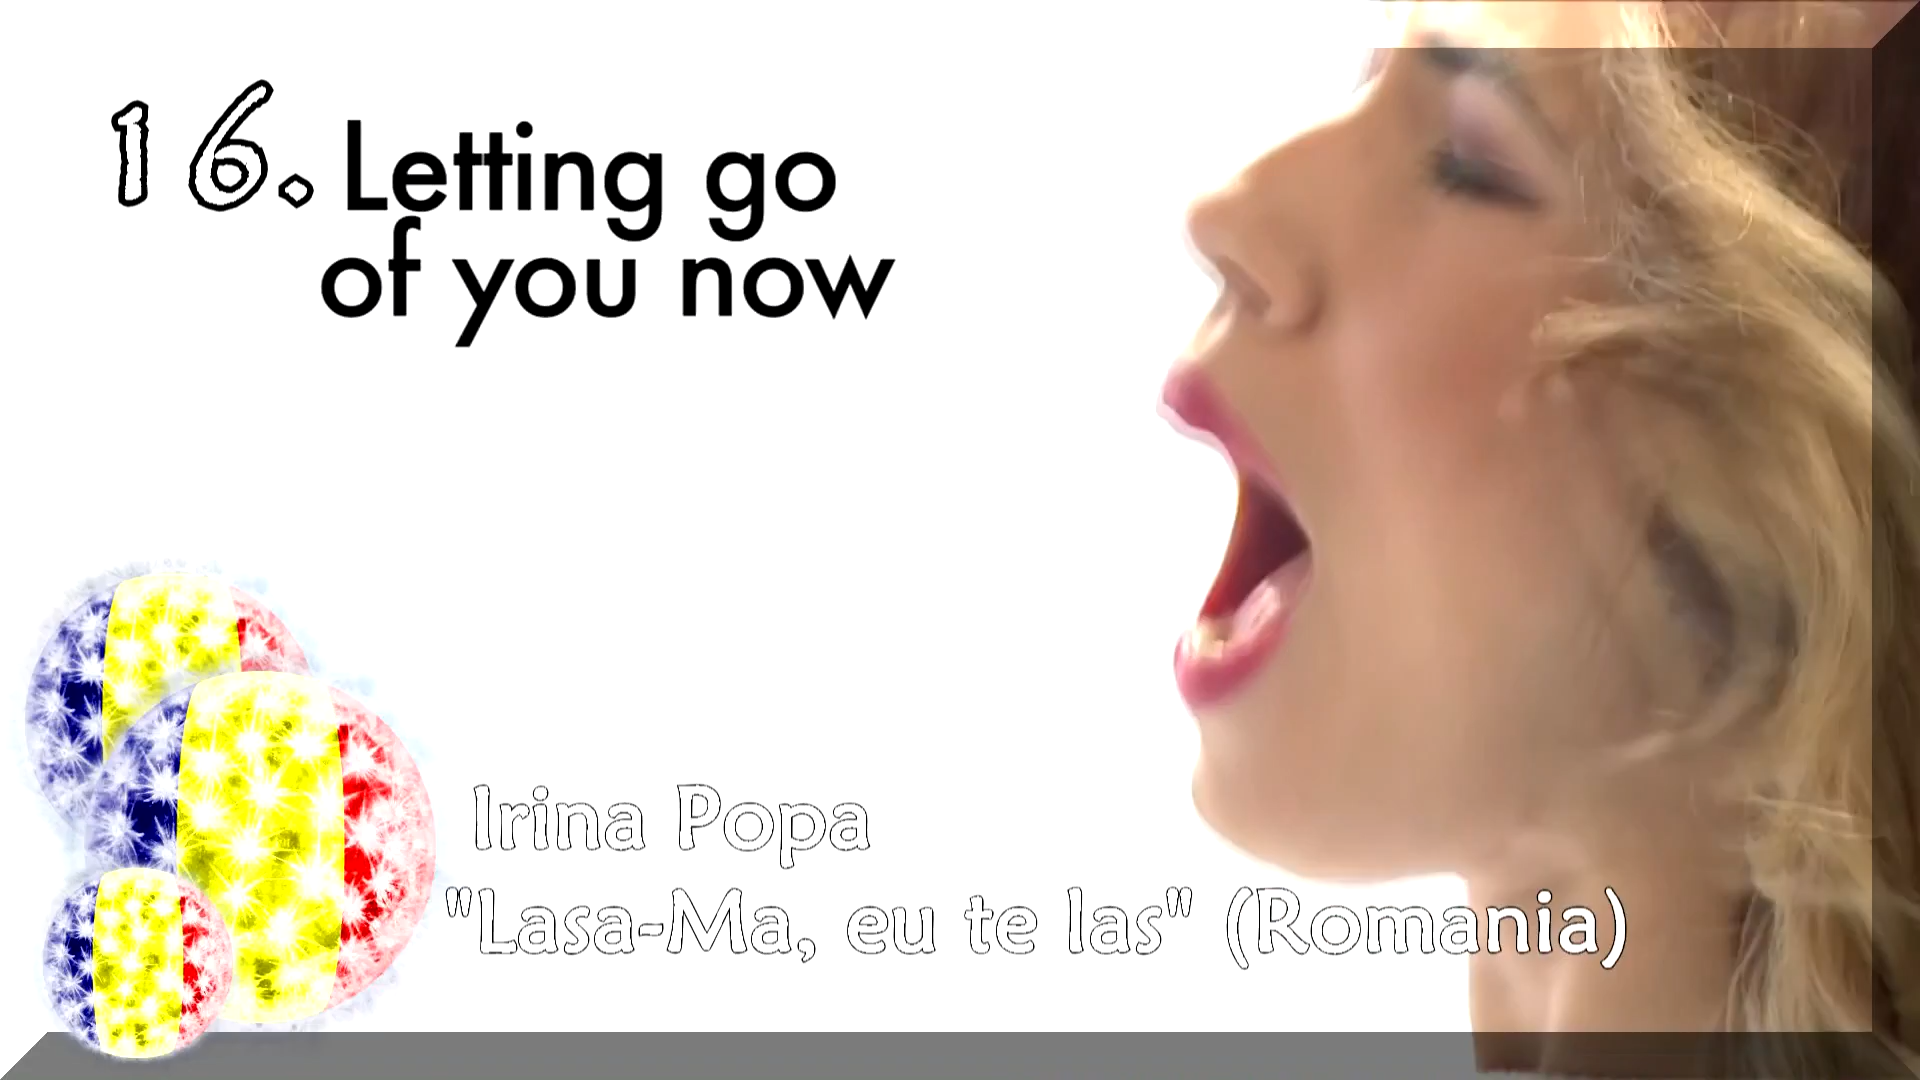 16. Letting go
of you now
Irina Popa
"Lasa-Ma, eu te las" (Romania)